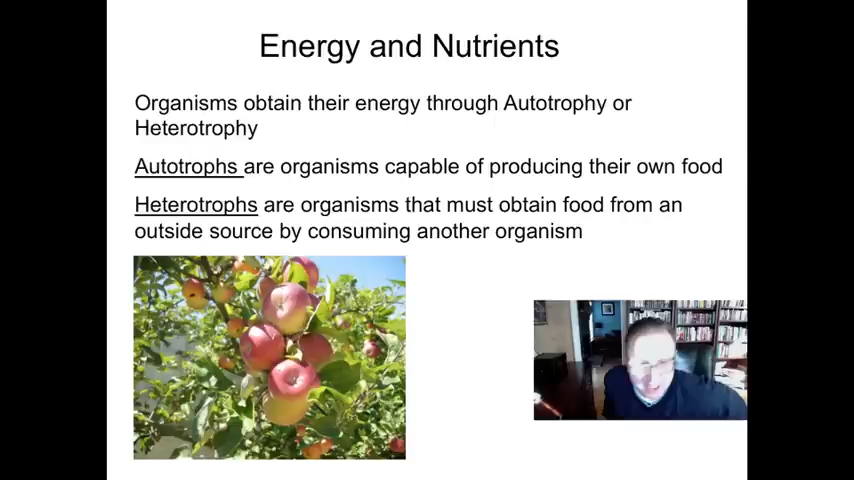 Energy and Nutrients
Organisms obtain their energy through Autotrophy or
Heterotrophy
Autotrophs are organisms capable of producing their own food
Heterotrophs are organisms that must obtain food from an
outside source by consuming another organism